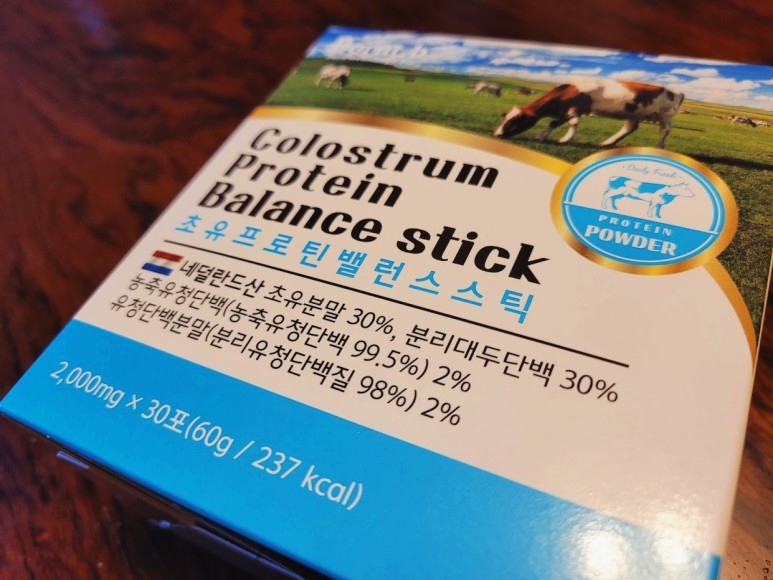 Colostrum
Protein
Balance stick
초유프로틴밸런스스틱
네덜란드산 초유분말 30%, 분리대두단백 30%
농축유청단백(농축유청단백 99.5%) 2%
유청단백분말(분리유청단백질 98%) 2%
2,000mg × 30포(60g / 237 kcal)
Daily Fresh
PROTEIN
POWDER